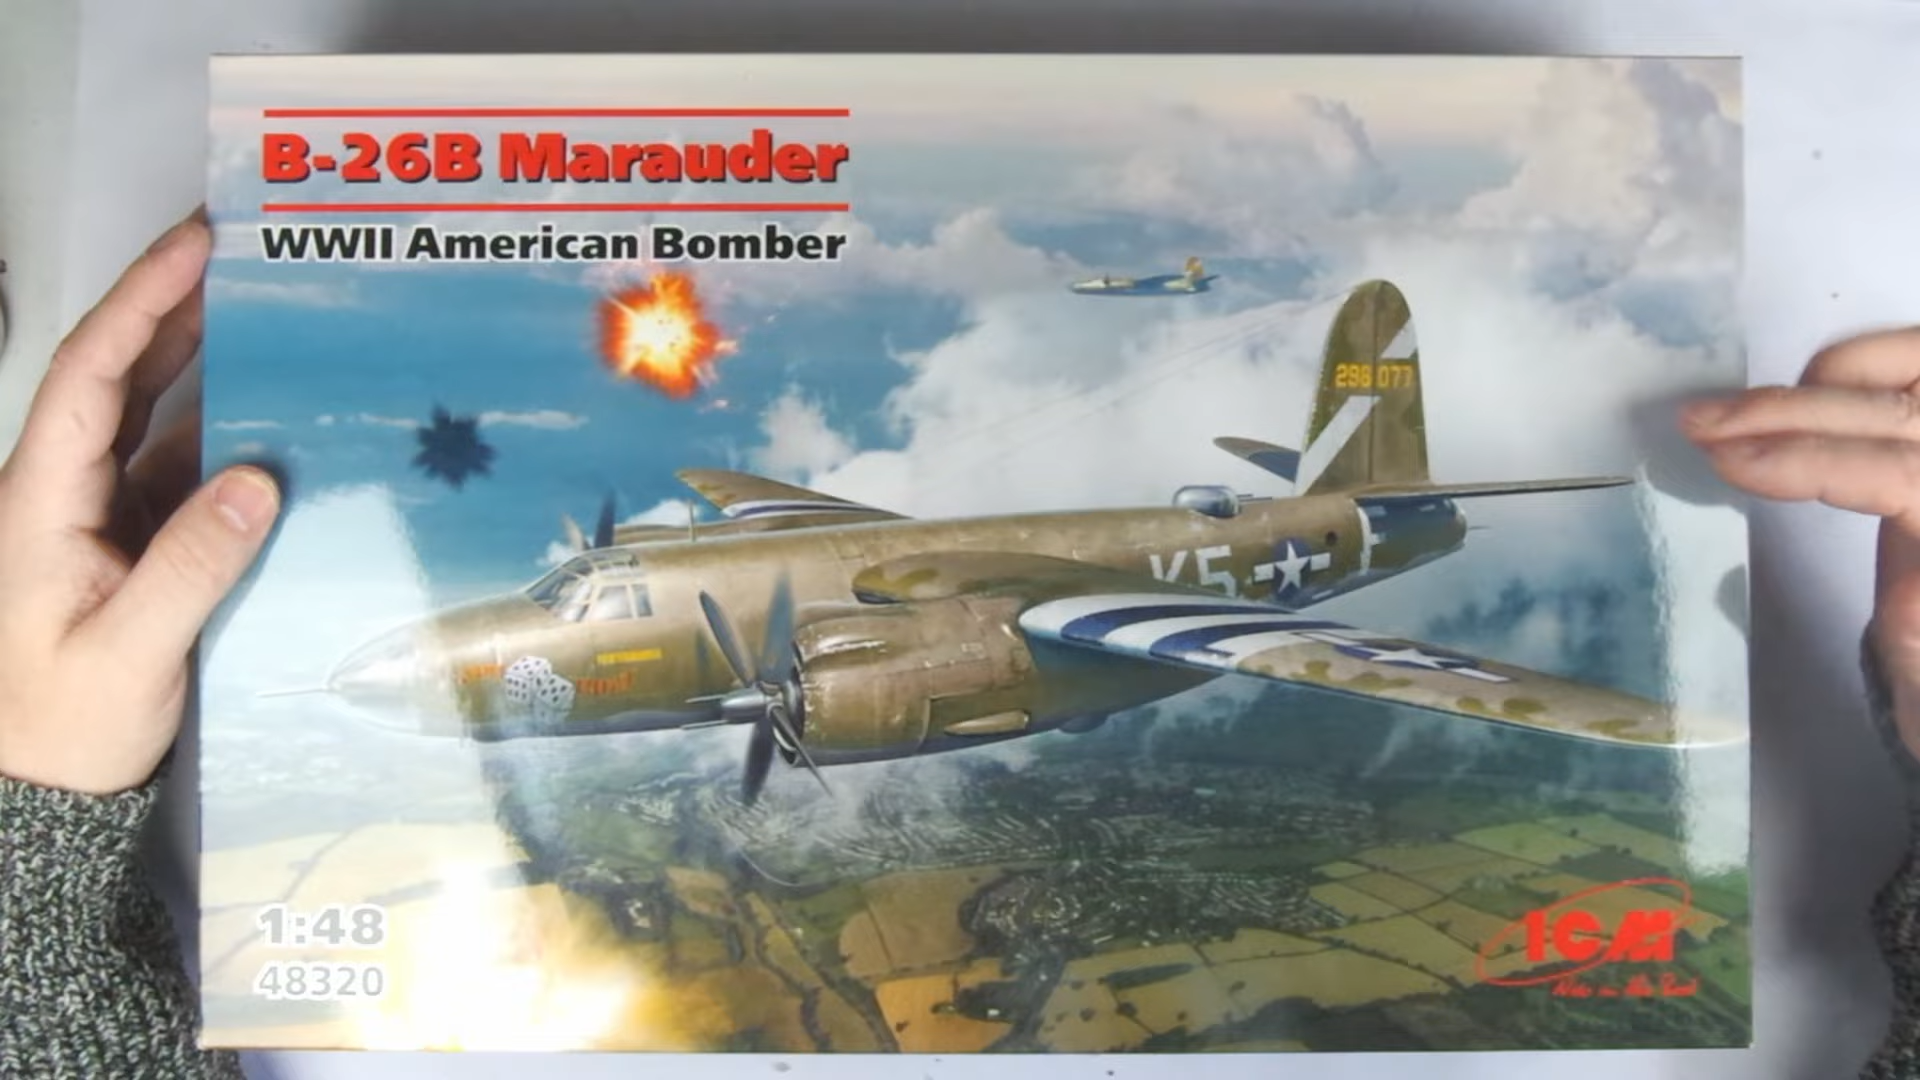 B-26B Marauder
WWII American Bomber
298077
K5
F
1:48
48320
ICM